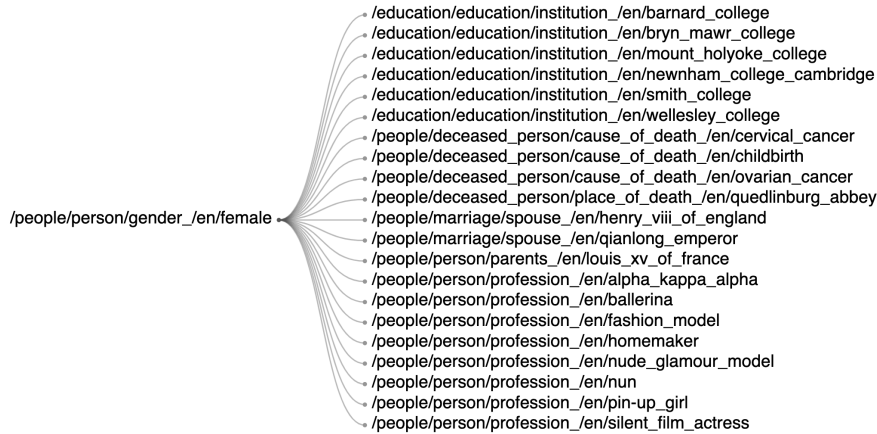 /education/education/institution_/en/barnard_college
/education/education/institution_/en/bryn_mawr_college
/education/education/institution_/en/mount_holyoke_college
/education/education/institution_/en/newnham_college_cambridge
/education/education/institution_/en/smith_college
/education/education/institution_/en/wellesley_college
/people/deceased_person/cause_of_death_/en/cervical_cancer
/people/deceased_person/cause_of_death_/en/childbirth
/people/deceased_person/cause_of_death_/en/ovarian_cancer
/people/deceased_person/place_of_death_/en/quedlinburg_abbey
/people/person/gender_/en/female
/people/marriage/spouse_/en/henry_viii_of_england
/people/marriage/spouse_/en/qianlong_emperor
/people/person/parents_/en/louis_xv_of_france
/people/person/profession_/en/alpha_kappa_alpha
/people/person/profession_/en/ballerina
/people/person/profession_/en/fashion_model
/people/person/profession_/en/homemaker
/people/person/profession_/en/nude_glamour_model
/people/person/profession_/en/nun
/people/person/profession_/en/pin-up_girl
/people/person/profession_/en/silent_film_actress